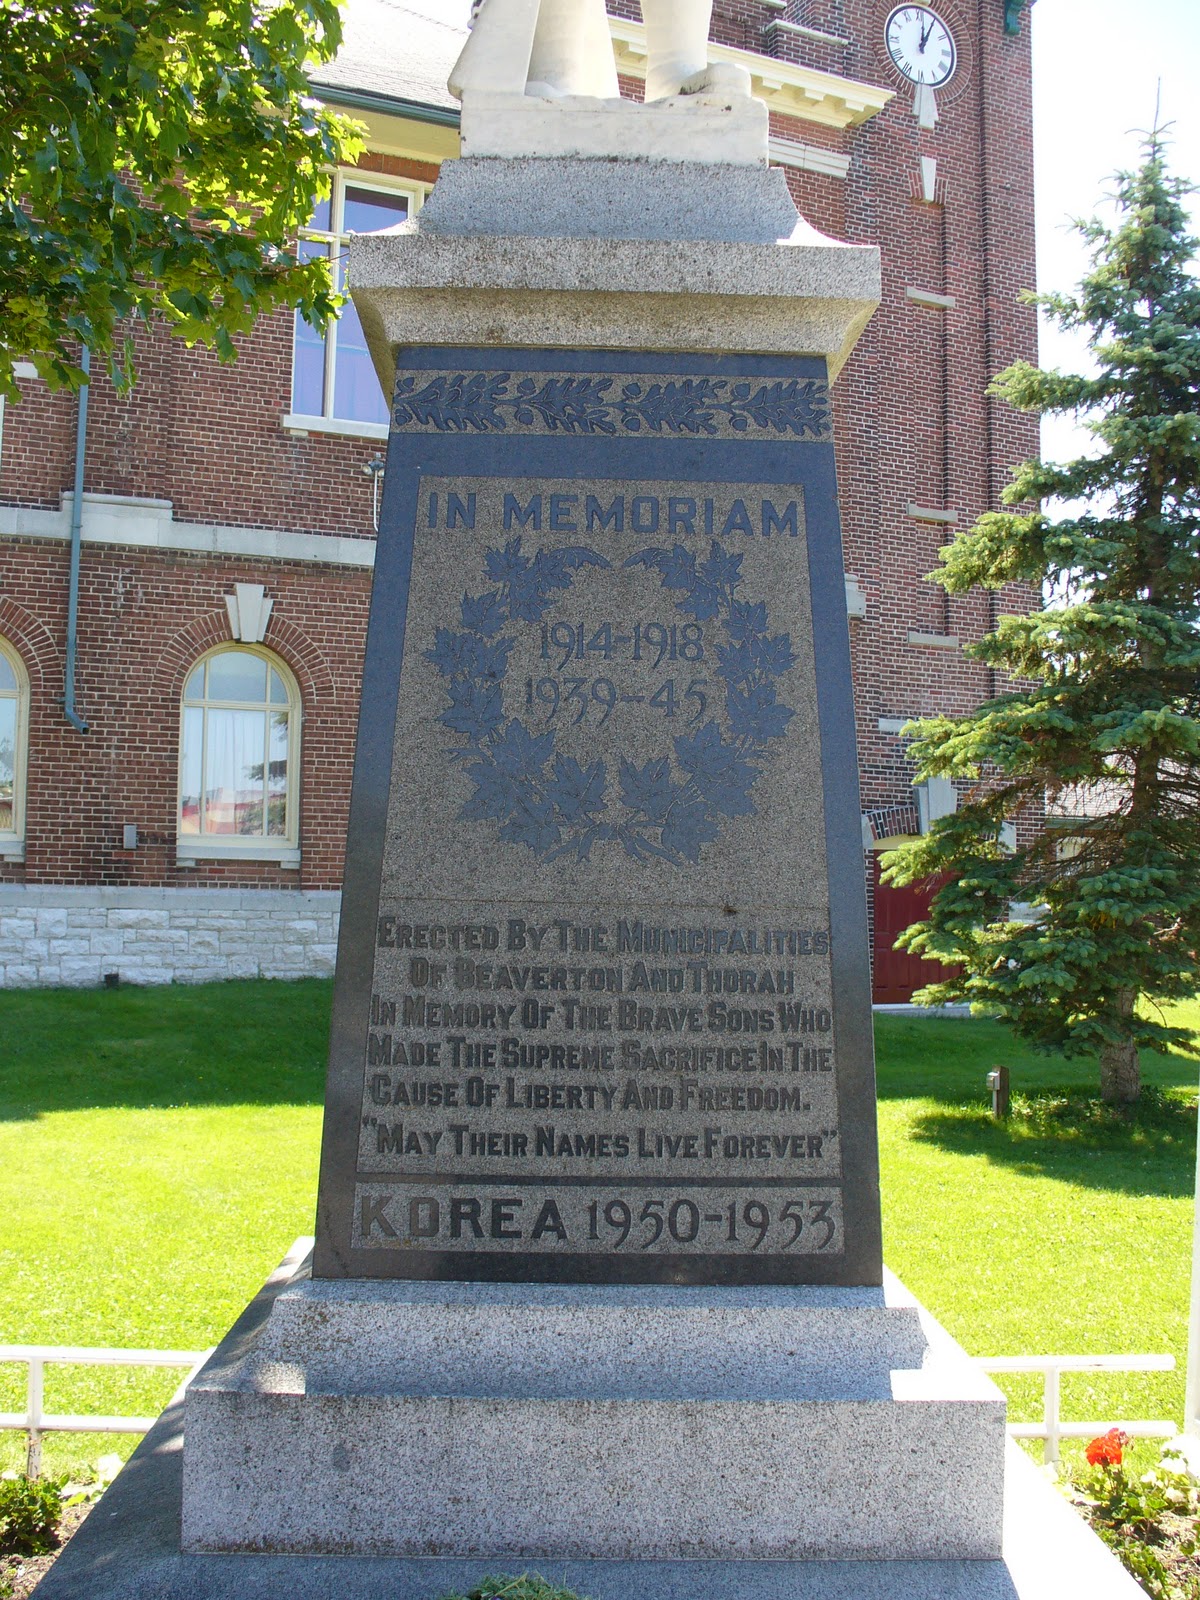 IN MEMORIAM
1914-1918
1939-45
ERECTED BY THE MUNICIPALITIES
OF BEAVERTON AND THORAH
IN MEMORY OF THE BRAVE SONS WHO
MADE THE SUPREME SACRIFICE IN THE
CAUSE OF LIBERTY AND FREEDOM.
"MAY THEIR NAMES LIVE FOREVER"
KOREA 1950-1953